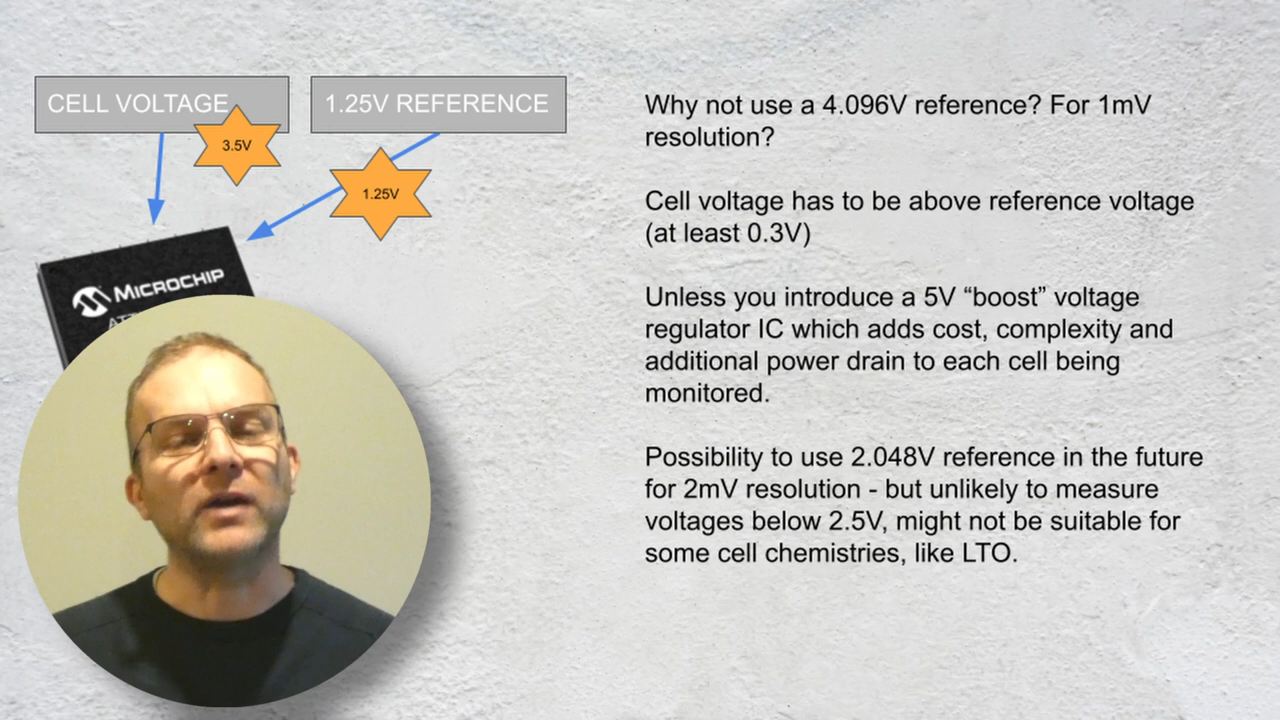 CELL VOLTAGE
1.25V REFERENCE
3.5V
1.25V
MICROCHIP
Why not use a 4.096V reference? For 1mV
resolution?
Cell voltage has to be above reference voltage
(at least 0.3V)
Unless you introduce a 5V “boost” voltage
regulator IC which adds cost, complexity and
additional power drain to each cell being
monitored.
Possibility to use 2.048V reference in the future
for 2mV resolution - but unlikely to measure
voltages below 2.5V, might not be suitable for
some cell chemistries, like LTO.